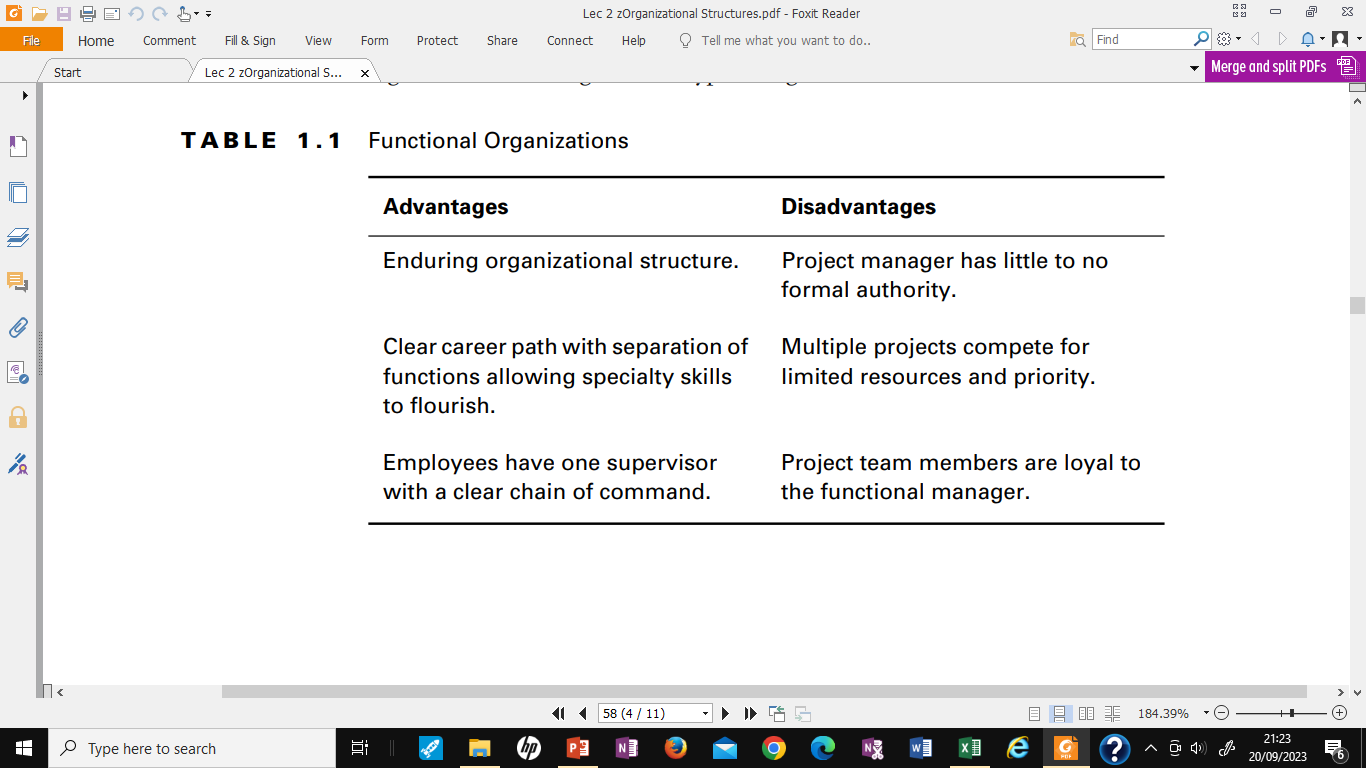 Lec 2 zOrganizational Structures.pdf - Foxit Reader
File Home Comment Fill & Sign View Form Protect Share Connect Help Tell me what you want to do.. Find
Start Lec 2 zOrganizational S... Merge and split PDFs
TABLE 1.1 Functional Organizations
Advantages Disadvantages
Enduring organizational structure. Project manager has little to no
formal authority.
Clear career path with separation of Multiple projects compete for
functions allowing specialty skills limited resources and priority.
to flourish.
Employees have one supervisor Project team members are loyal to
with a clear chain of command. the functional manager.
58 (4 / 11) 184.39%
Type here to search
21:23
20/09/2023
6